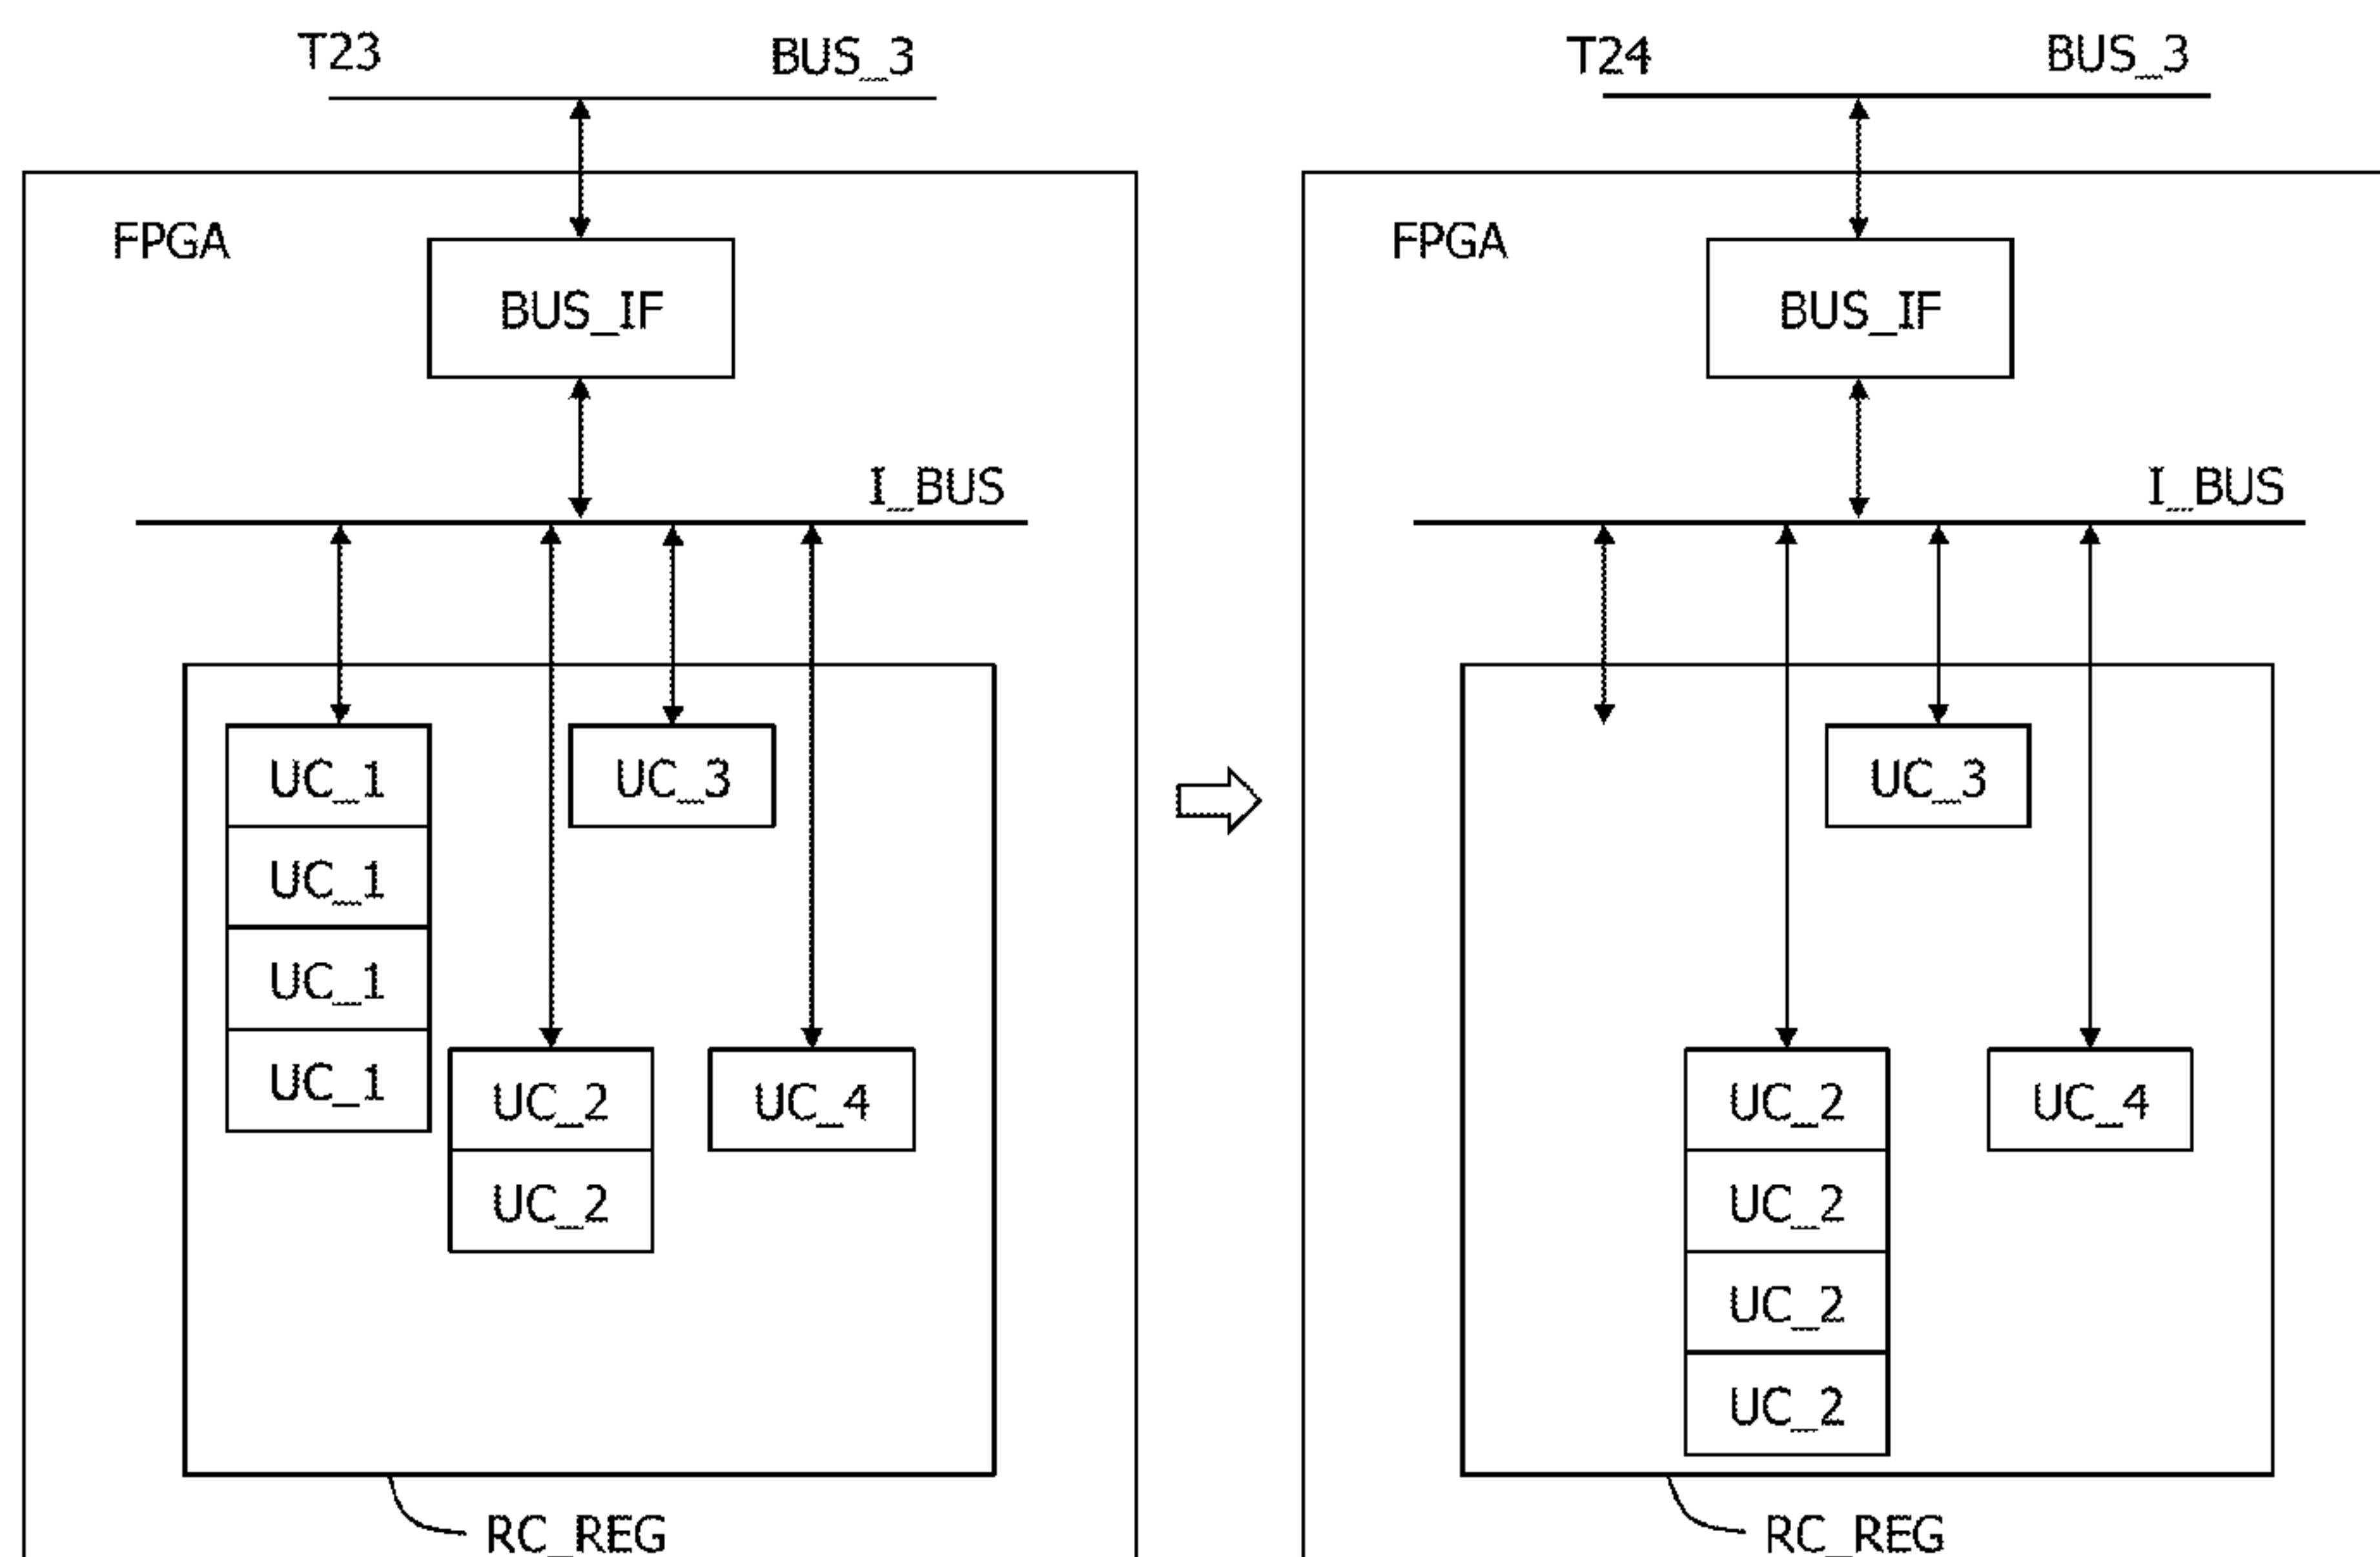 T23 BUS_3
FPGA
BUS_IF
I_BUS
UC_1
UC_3
UC_1
UC_1
UC_1
UC_2
UC_4
UC_2
RC_REG
T24 BUS_3
FPGA
BUS_IF
I_BUS
UC_3
UC_2
UC_4
UC_2
UC_2
UC_2
RC_REG